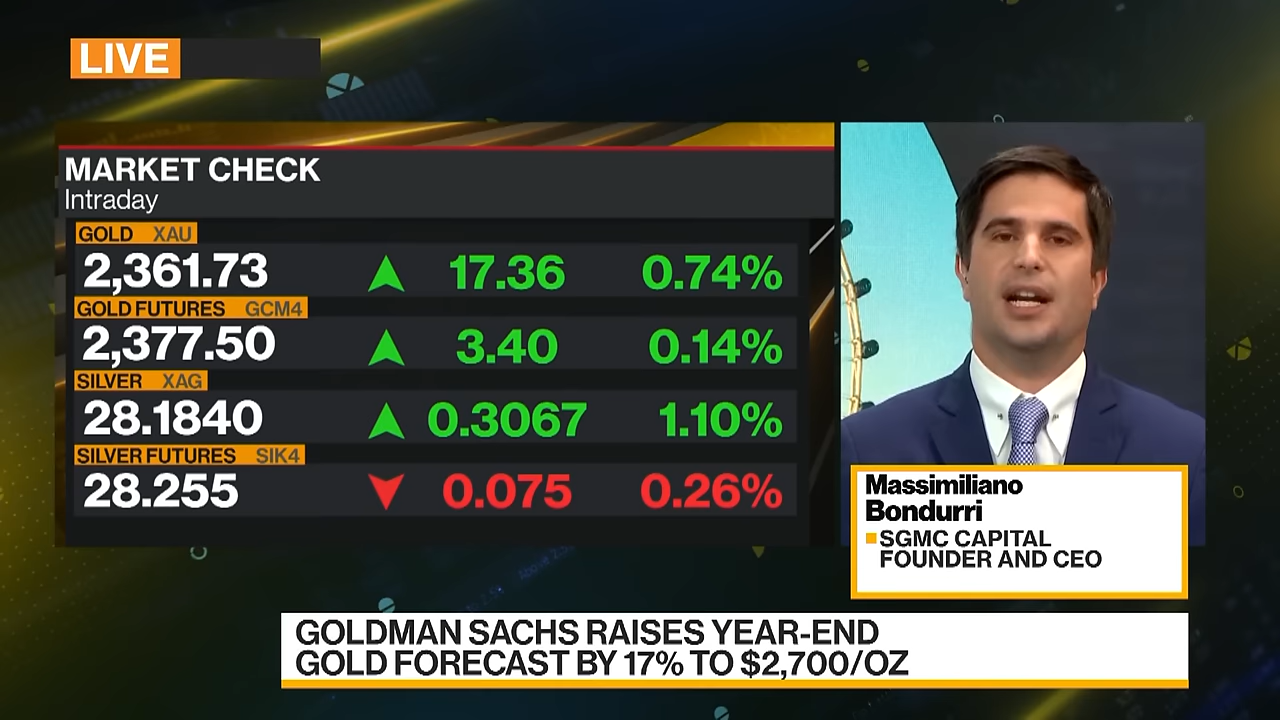 LIVE
MARKET CHECK
Intraday
GOLD XAU
2,361.73 ▲ 17.36 0.74%
GOLD FUTURES GCM4
2,377.50 ▲ 3.40 0.14%
SILVER XAG
28.1840 ▲ 0.3067 1.10%
SILVER FUTURES SIK4
28.255 ▼ 0.075 0.26%
Massimiliano
Bondurri
SGMC CAPITAL
FOUNDER AND CEO
GOLDMAN SACHS RAISES YEAR-END
GOLD FORECAST BY 17% TO $2,700/OZ